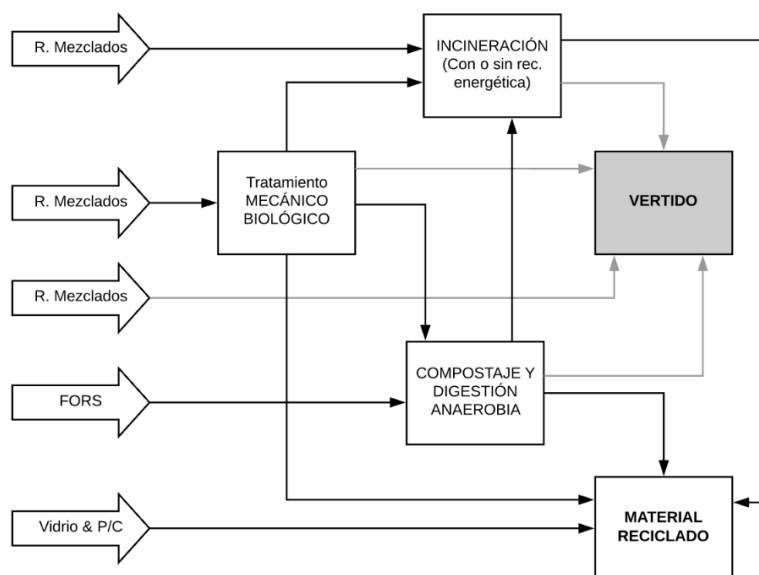 R. Mezclados
INCINERACIÓN
(Con o sin rec.
energética)
R. Mezclados
Tratamiento
MECÁNICO
BIOLÓGICO
VERTIDO
R. Mezclados
FORS
COMPOSTAJE Y
DIGESTIÓN
ANAEROBIA
Vidrio & P/C
MATERIAL
RECICLADO